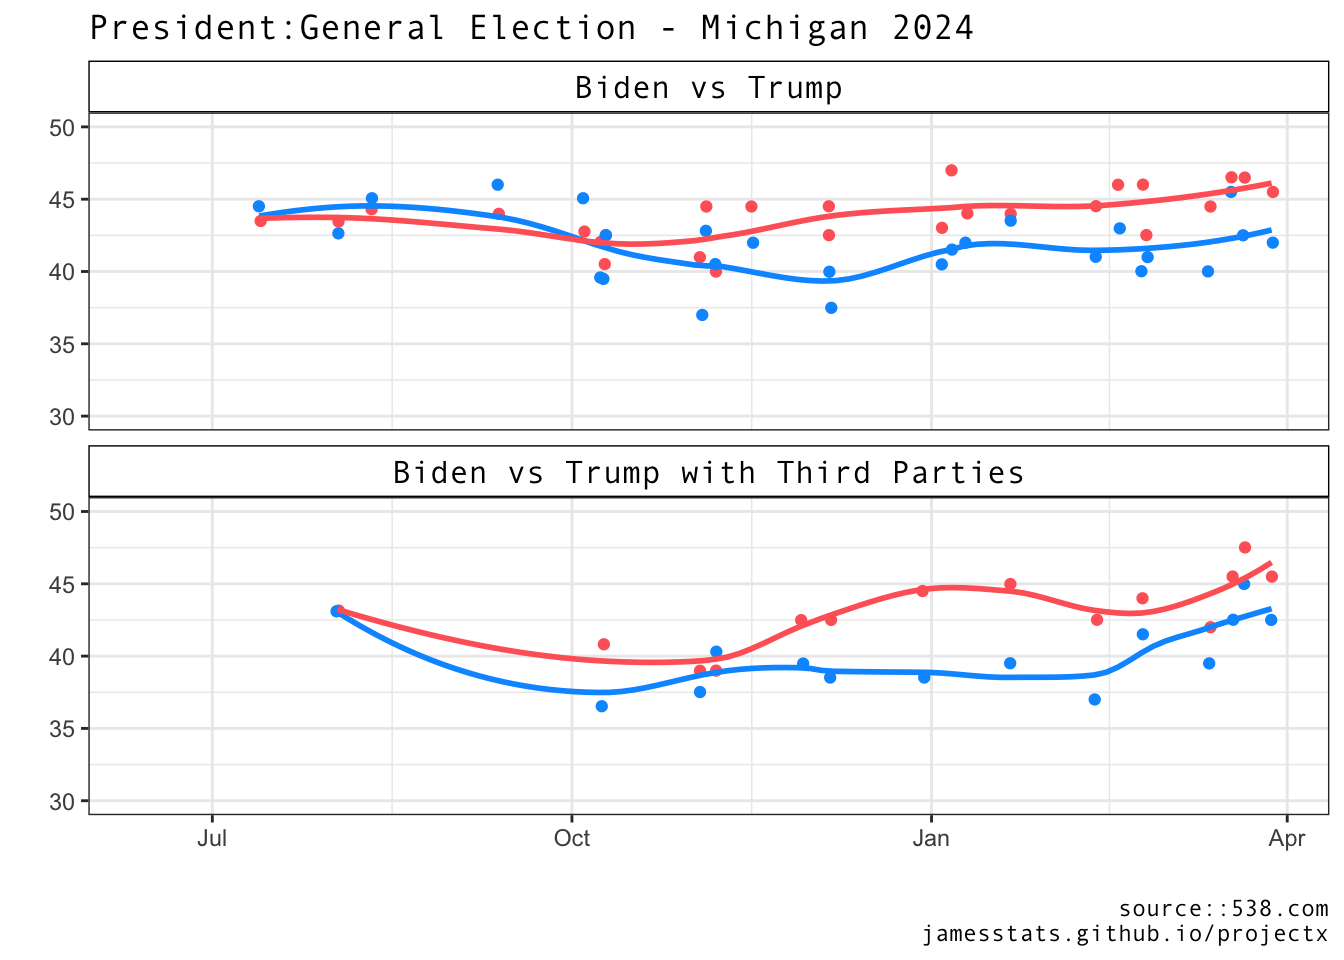 President:General Election - Michigan 2024
Biden vs Trump
50
45
40
35
30
Biden vs Trump with Third Parties
50
45
40
35
30
Jul Oct Jan Apr
source::538.com
jamesstats.github.io/projectx